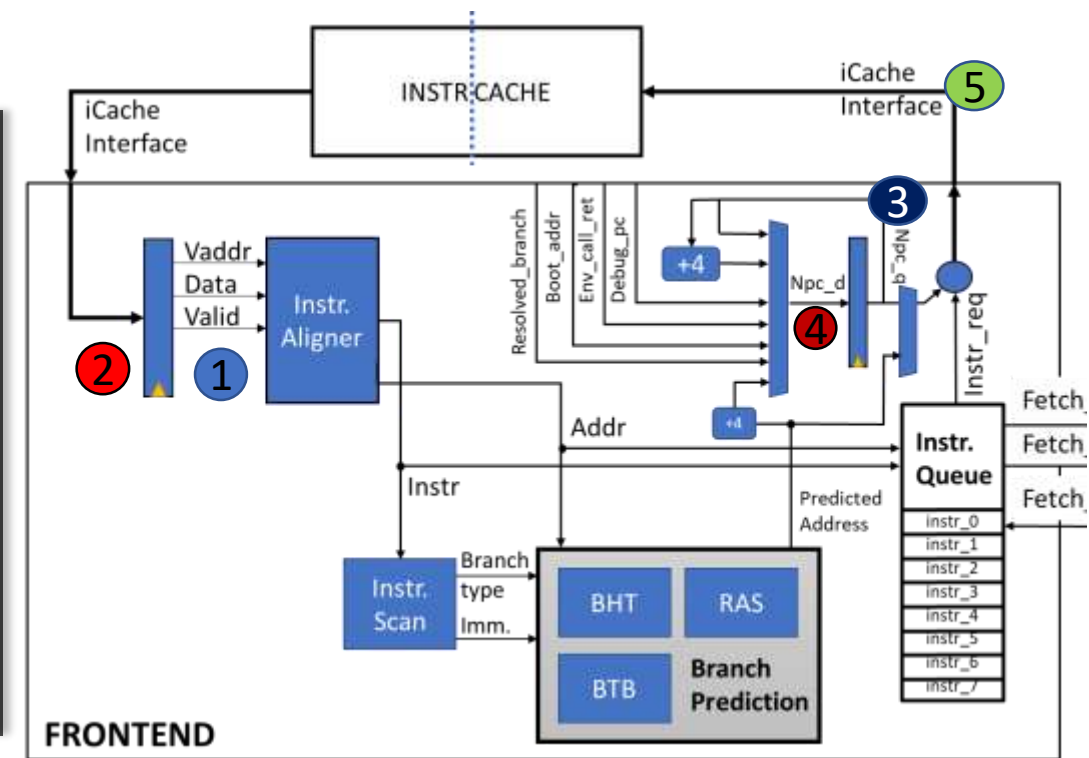 INSTR CACHE
iCache
Interface
5
iCache
Interface
3
Resolved_branch
Boot_addr
Env_call_ret
Debug_pc
+4
Npc_d
Npc_q
4
Vaddr
Data
Valid
2
1
Instr.
Aligner
Instr_req
+4
Addr
Instr
Predicted
Address
Instr.
Queue
instr_0
instr_1
instr_2
instr_3
instr_4
instr_5
instr_6
instr_7
Fetch_
Fetch_
Fetch_
Instr.
Scan
Branch
type
Imm.
BHT
RAS
BTB
Branch
Prediction
FRONTEND